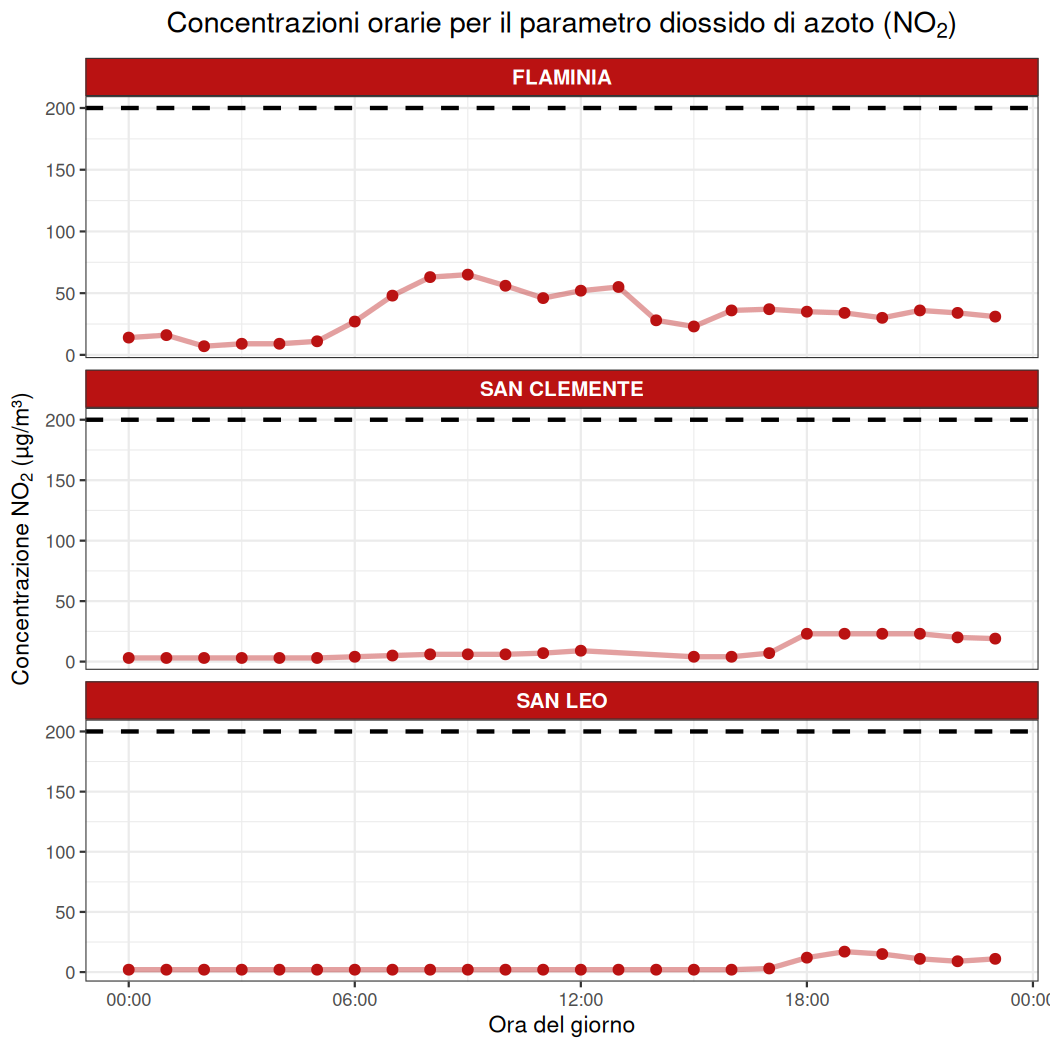 Concentrazioni orarie per il parametro diossido di azoto (NO₂)
FLAMINIA
200
150
100
50
0
SAN CLEMENTE
200
150
100
50
0
SAN LEO
200
150
100
50
0
Concentrazione NO₂ (µg/m³)
00:00 06:00 12:00 18:00 00:0
Ora del giorno